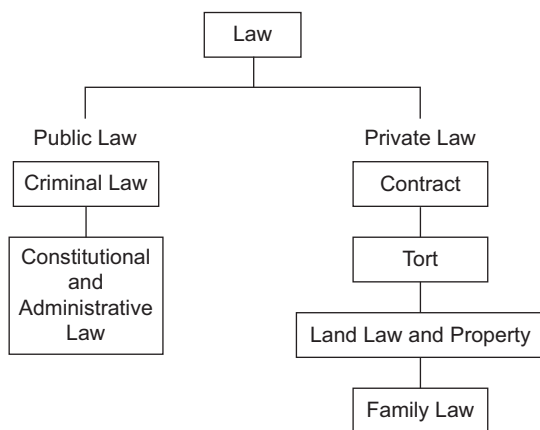 Law
Public Law
Criminal Law
Constitutional
and
Administrative
Law
Private Law
Contract
Tort
Land Law and Property
Family Law